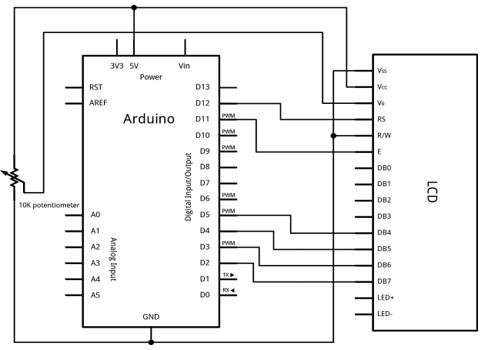 3V3 5V Vin
Power
RST
AREF
Arduino
D13
D12
D11
PWM
D10
D9
PWM
D8
D7
D6
PWM
D5
PWM
D4
D3
PWM
D2
D1
TX ▶
D0
RX ◀
Digital Input/Output
10K potentiometer
A0
A1
A2
A3
A4
A5
Analog Input
GND
Vss
Vcc
V₀
RS
R/W
E
DB0
DB1
DB2
DB3
DB4
DB5
DB6
DB7
LED+
LED-
LCD